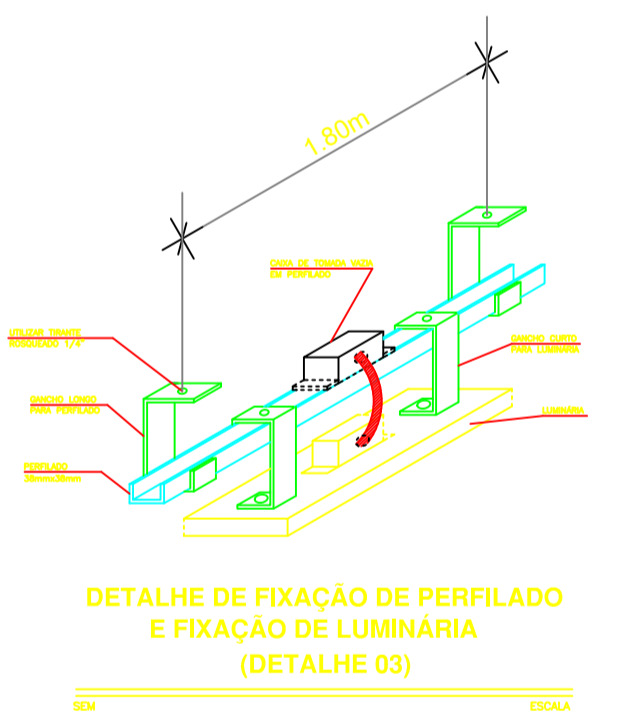 1.80m
CAIXA DE TOMADA VAZIA
EM PERFILADO
UTILIZAR TIRANTE
ROSQUEADO 1/4"
GANCHO CURTO
PARA LUMINÁRIA
GANCHO LONGO
PARA PERFILADO
LUMINÁRIA
PERFILADO
38mmx38mm
DETALHE DE FIXAÇÃO DE PERFILADO
E FIXAÇÃO DE LUMINÁRIA
(DETALHE 03)
SEM ESCALA